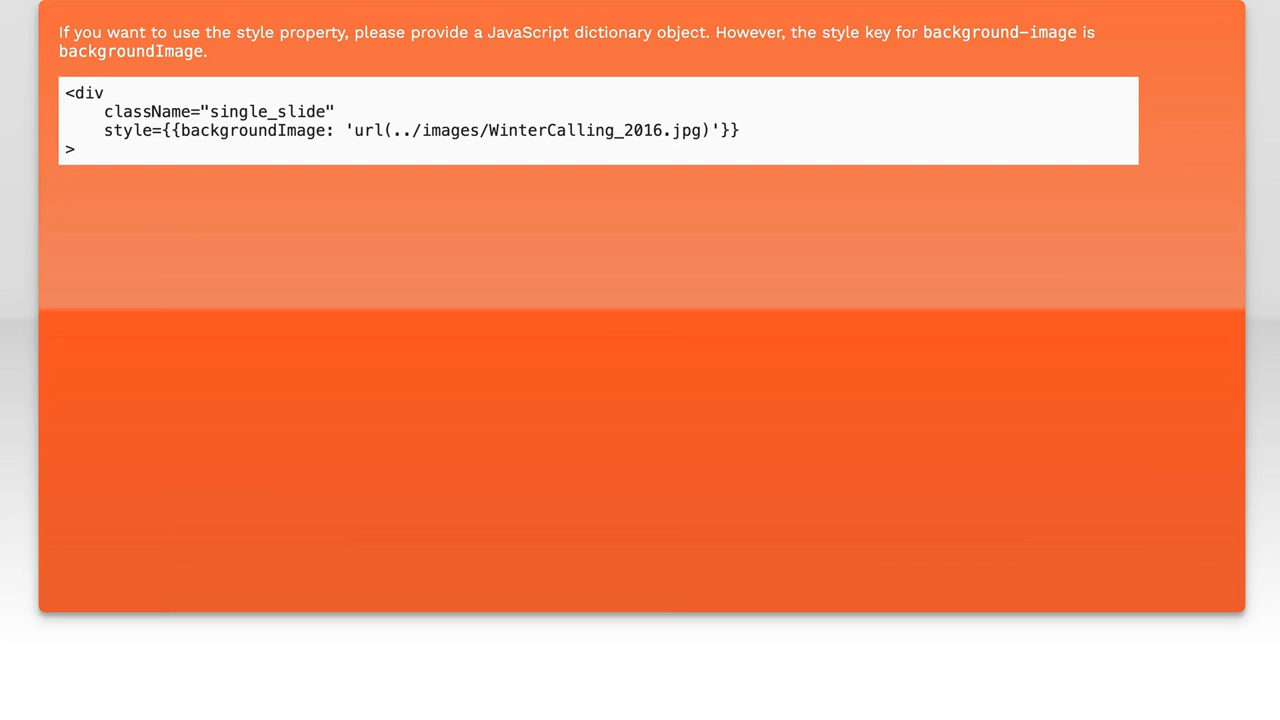 If you want to use the style property, please provide a JavaScript dictionary object. However, the style key for background-image is
backgroundImage.
<div
    className="single_slide"
    style={{backgroundImage: 'url(../images/WinterCalling_2016.jpg)'}}
>